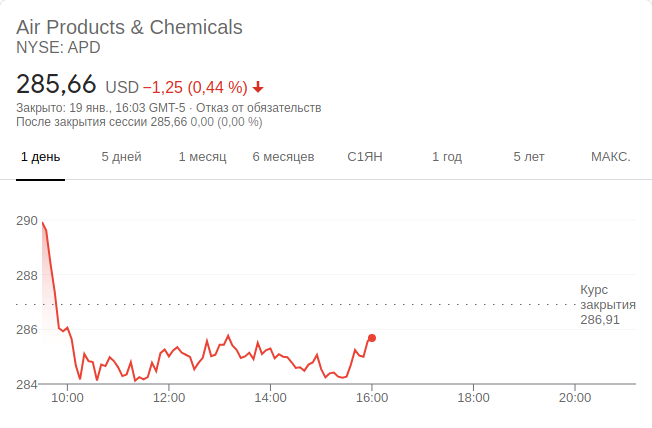 Air Products & Chemicals
NYSE: APD
285,66 USD −1,25 (0,44 %)
Закрыто: 19 янв., 16:03 GMT-5 · Отказ от обязательств
После закрытия сессии 285,66 0,00 (0,00 %)
1 день 5 дней 1 месяц 6 месяцев С1ЯН 1 год 5 лет МАКС.
290
288
Курс
закрытия
286,91
286
284
10:00 12:00 14:00 16:00 18:00 20:00